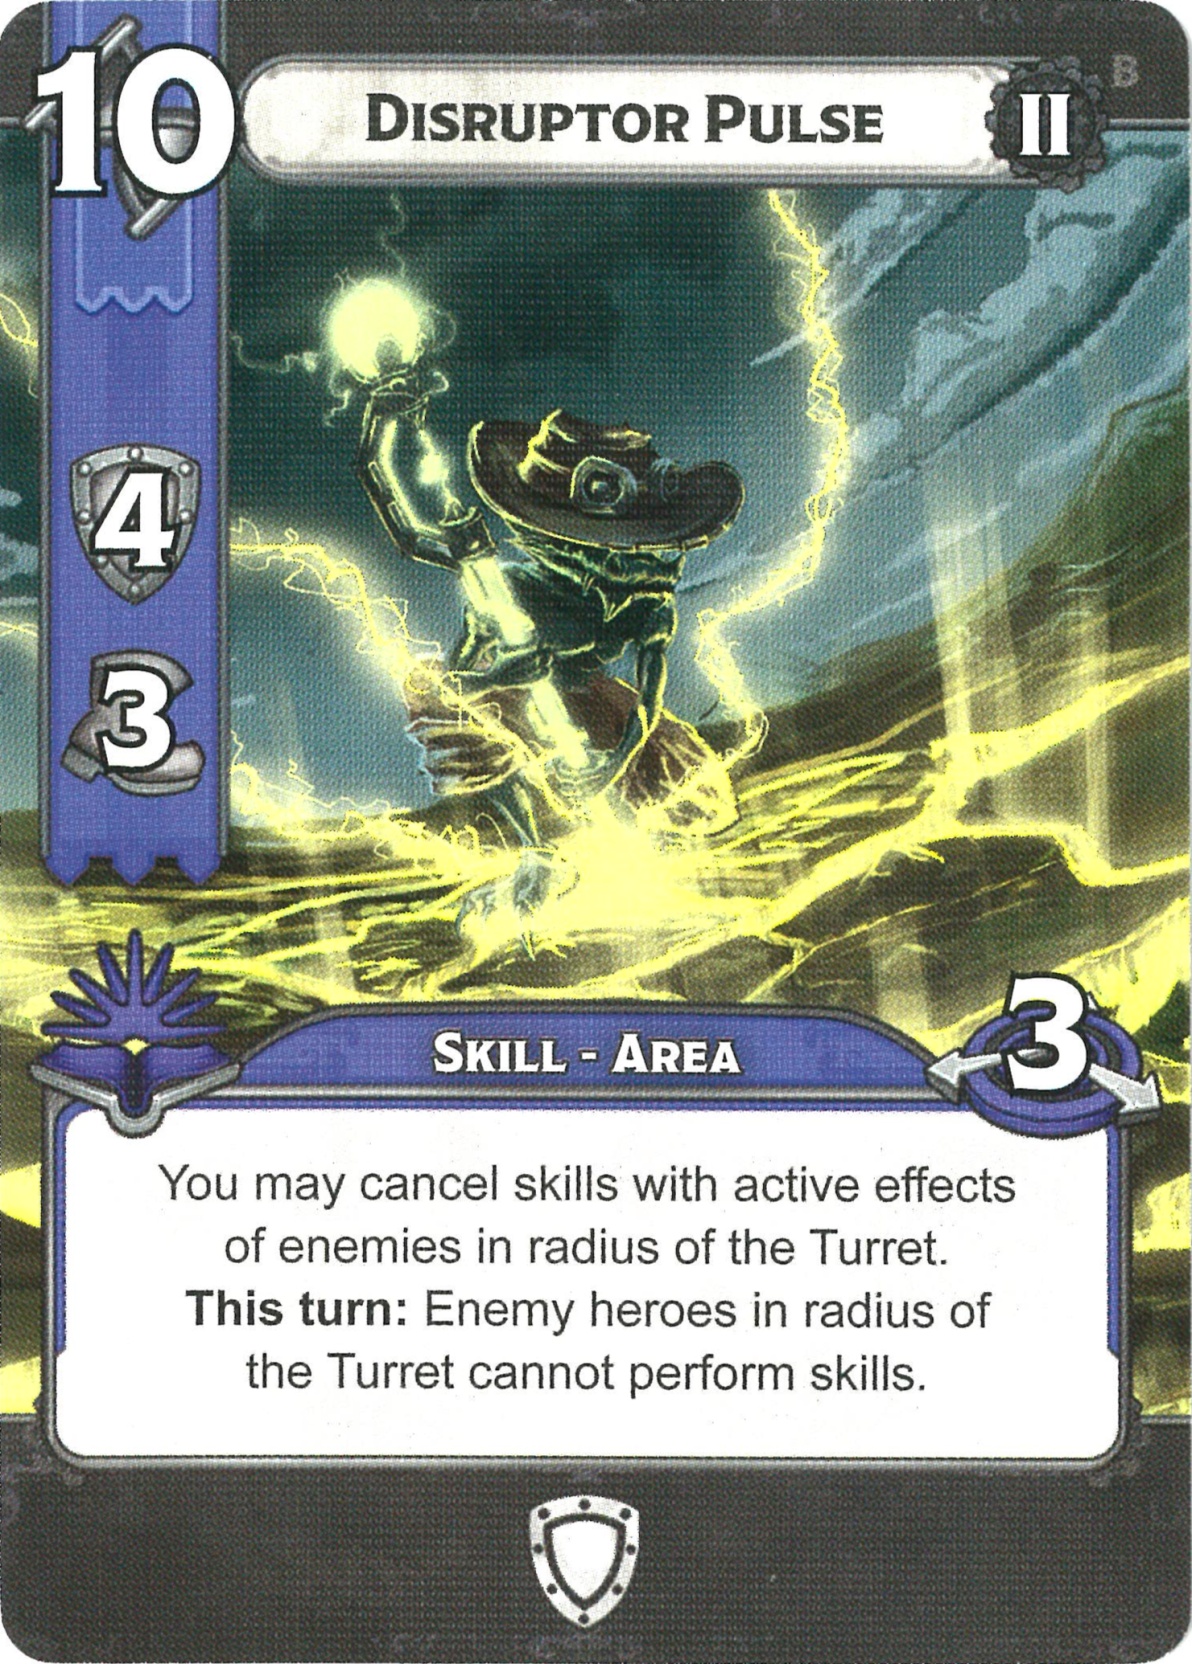 10
DISRUPTOR PULSE
II
B
4
3
SKILL - AREA
3
You may cancel skills with active effects
of enemies in radius of the Turret.
This turn: Enemy heroes in radius of
the Turret cannot perform skills.